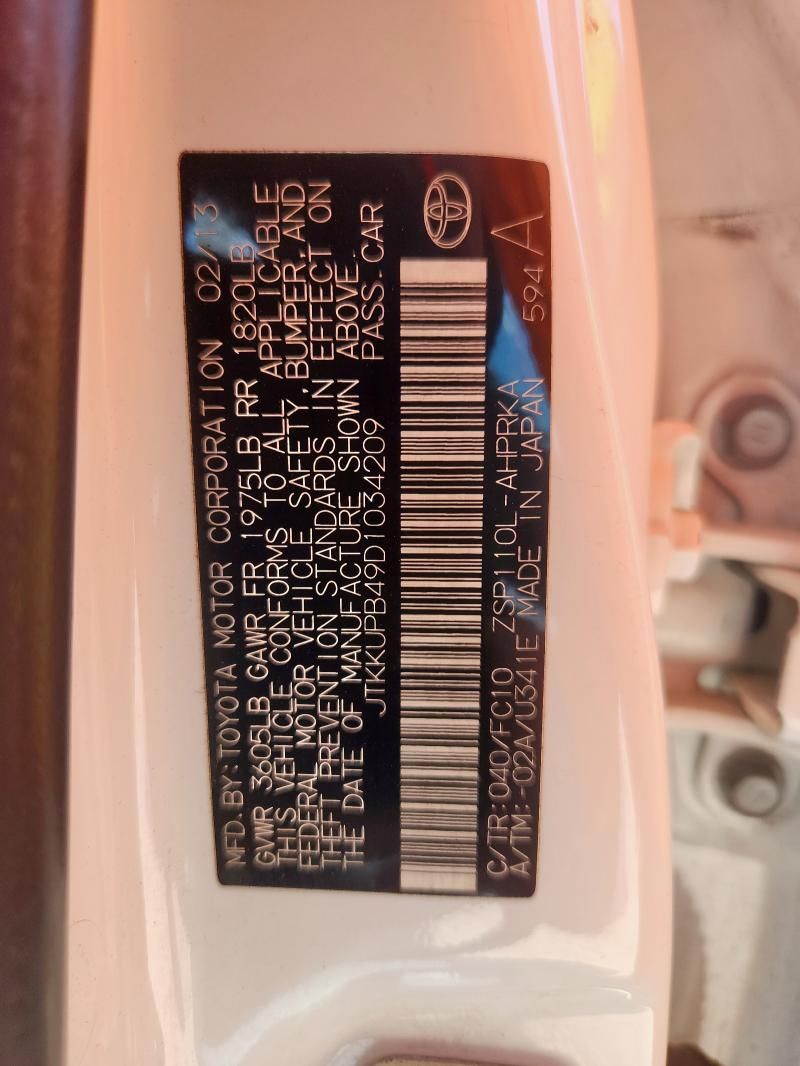 MFD. BY: TOYOTA MOTOR CORPORATION 02/13
GVWR 3605LB GAWR FR 1975LB RR 1820LB
THIS VEHICLE CONFORMS TO ALL APPLICABLE
FEDERAL MOTOR VEHICLE SAFETY, BUMPER, AND
THEFT PREVENTION STANDARDS IN EFFECT ON
THE DATE OF MANUFACTURE SHOWN ABOVE.
JTKKUPB49D1034209 PASS. CAR
C/TR: 040/FC10 ZSP110L-AHPRKA
A/TM: -02A/U341E MADE IN JAPAN 594 A